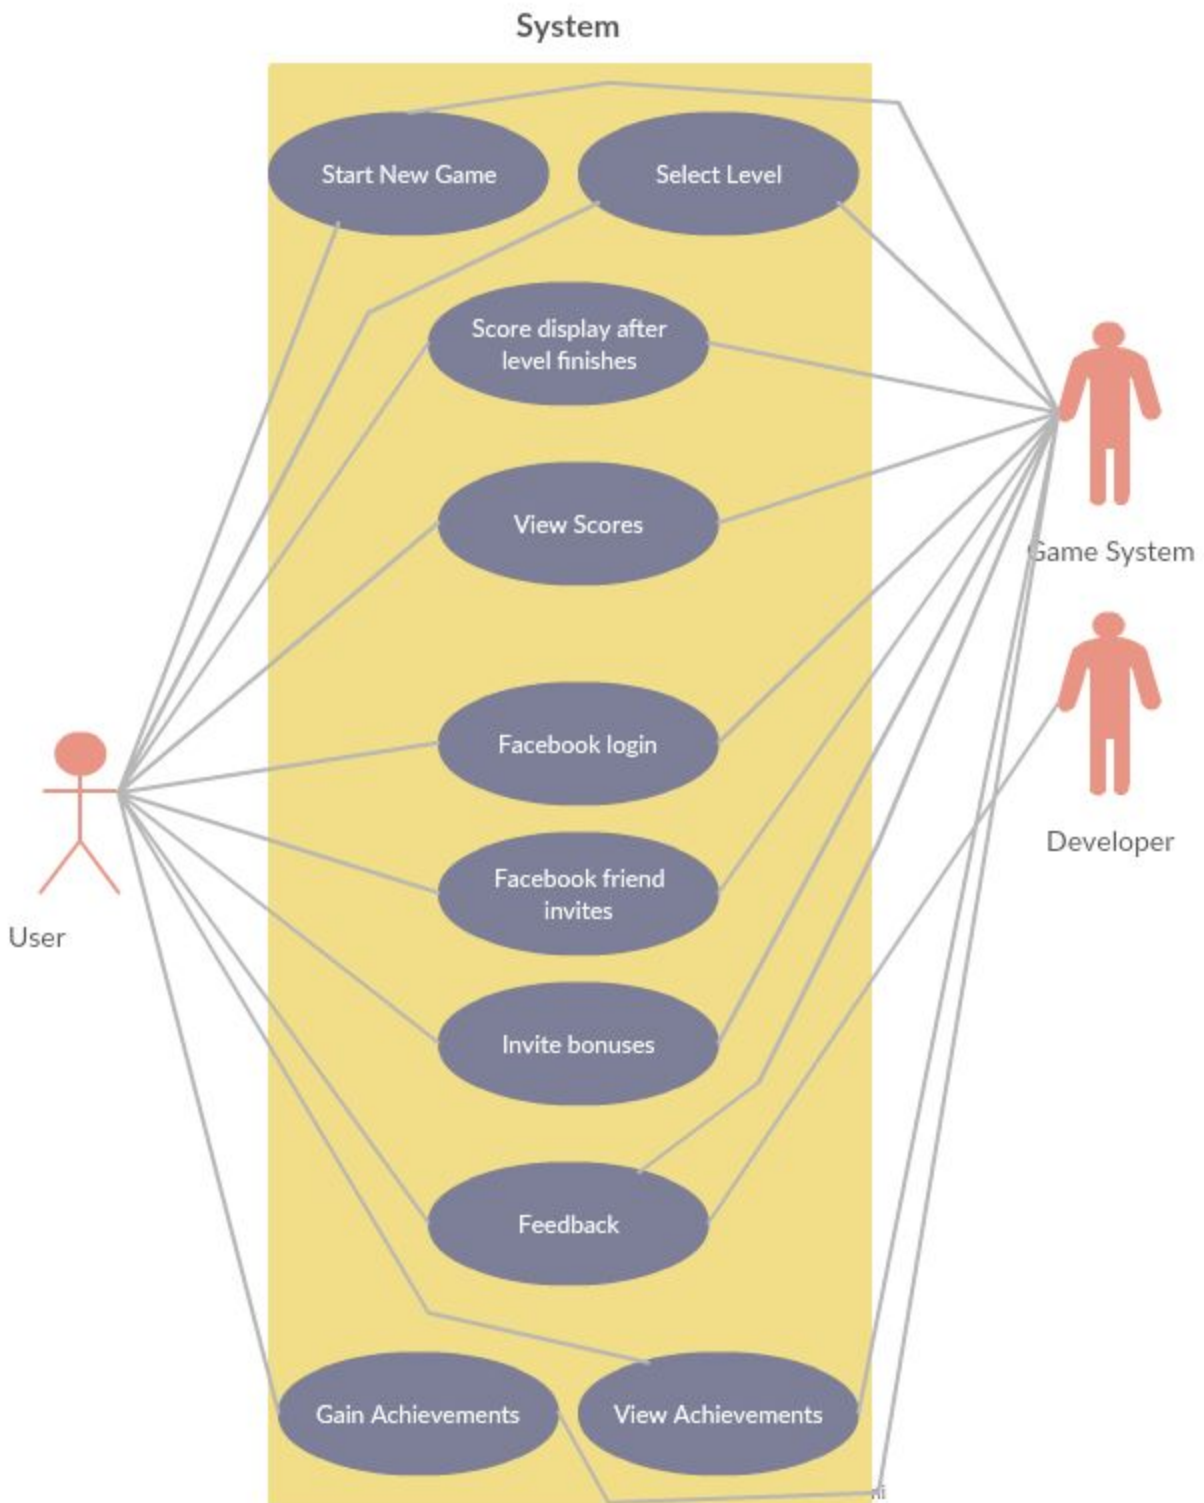 System
Start New Game
Select Level
Score display after
level finishes
View Scores
Game System
Facebook login
Developer
Facebook friend
invites
User
Invite bonuses
Feedback
Gain Achievements
View Achievements